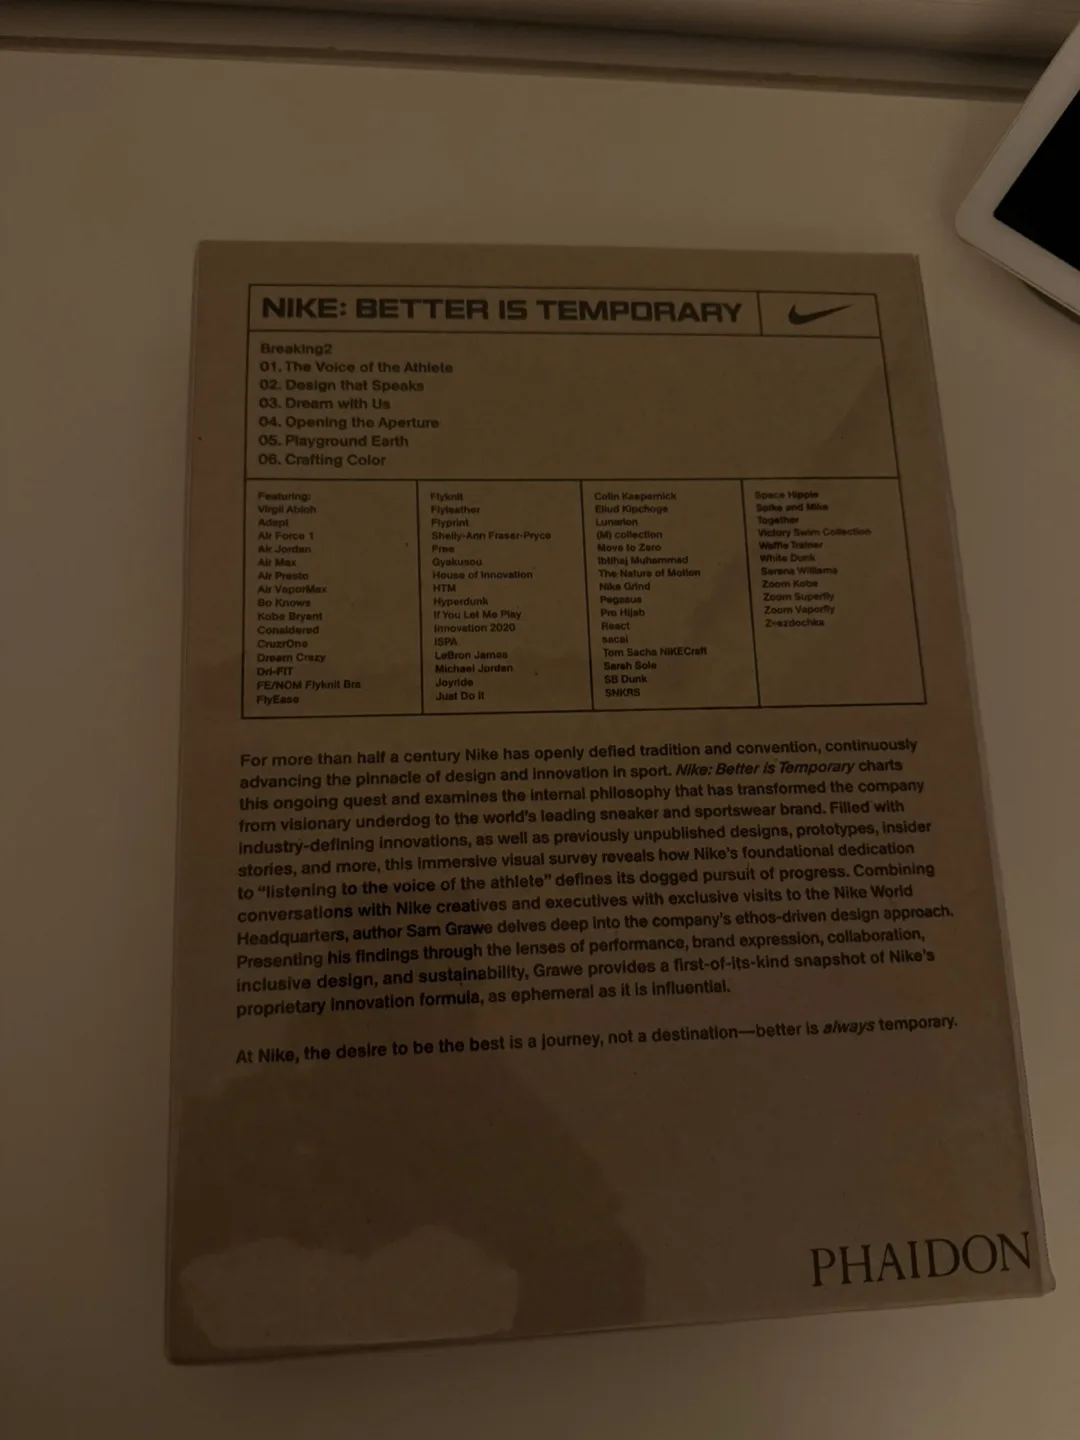 NIKE: BETTER IS TEMPORARY
Breaking2
01. The Voice of the Athlete
02. Design that Speaks
03. Dream with Us
04. Opening the Aperture
05. Playground Earth
06. Crafting Color
Featuring:
Virgil Abloh
Adapt
Air Force 1
Air Jordan
Air Max
Air Presto
Air VaporMax
Bo Knows
Kobe Bryant
Considered
CruzrOne
Dream Crazy
Dri-FIT
FE/NOM Flyknit Bra
FlyEase
Flyknit
Flyleather
Flyprint
Shelly-Ann Fraser-Pryce
Free
Gyakusou
House of Innovation
HTM
Hyperdunk
If You Let Me Play
Innovation 2020
ISPA
LeBron James
Michael Jordan
Joyride
Just Do It
Colin Kaepernick
Eliud Kipchoge
Lunarlon
(M) collection
Move to Zero
Ibtihaj Muhammad
The Nature of Motion
Nike Grind
Pegasus
Pro Hijab
React
sacai
Tom Sachs NIKECraft
Sarah Sole
SB Dunk
SNKRS
Space Hippie
Spike and Mike
Together
Victory Swim Collection
Waffle Trainer
White Dunk
Serena Williams
Zoom Kobe
Zoom Superfly
Zoom Vaporfly
Zvezdochka
For more than half a century Nike has openly defied tradition and convention, continuously
advancing the pinnacle of design and innovation in sport. Nike: Better is Temporary charts
this ongoing quest and examines the internal philosophy that has transformed the company
from visionary underdog to the world's leading sneaker and sportswear brand. Filled with
industry-defining innovations, as well as previously unpublished designs, prototypes, insider
stories, and more, this immersive visual survey reveals how Nike's foundational dedication
to “listening to the voice of the athlete” defines its dogged pursuit of progress. Combining
conversations with Nike creatives and executives with exclusive visits to the Nike World
Headquarters, author Sam Grawe delves deep into the company's ethos-driven design approach.
Presenting his findings through the lenses of performance, brand expression, collaboration,
inclusive design, and sustainability, Grawe provides a first-of-its-kind snapshot of Nike's
proprietary innovation formula, as ephemeral as it is influential.
At Nike, the desire to be the best is a journey, not a destination—better is always temporary.
PHAIDON